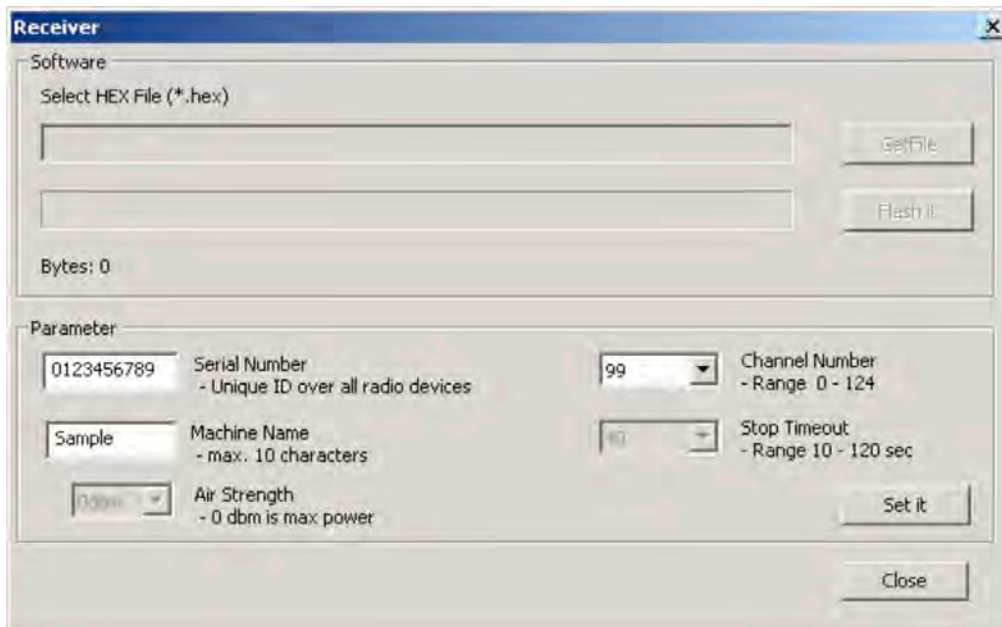 Receiver
Software
Select HEX File (*.hex)
GetFile
Flash it
Bytes: 0
Parameter
0123456789
Serial Number
- Unique ID over all radio devices
99
Channel Number
- Range 0 - 124
Sample
Machine Name
- max. 10 characters
Stop Timeout
- Range 10 - 120 sec
0dbm
Air Strength
- 0 dbm is max power
Set it
Close